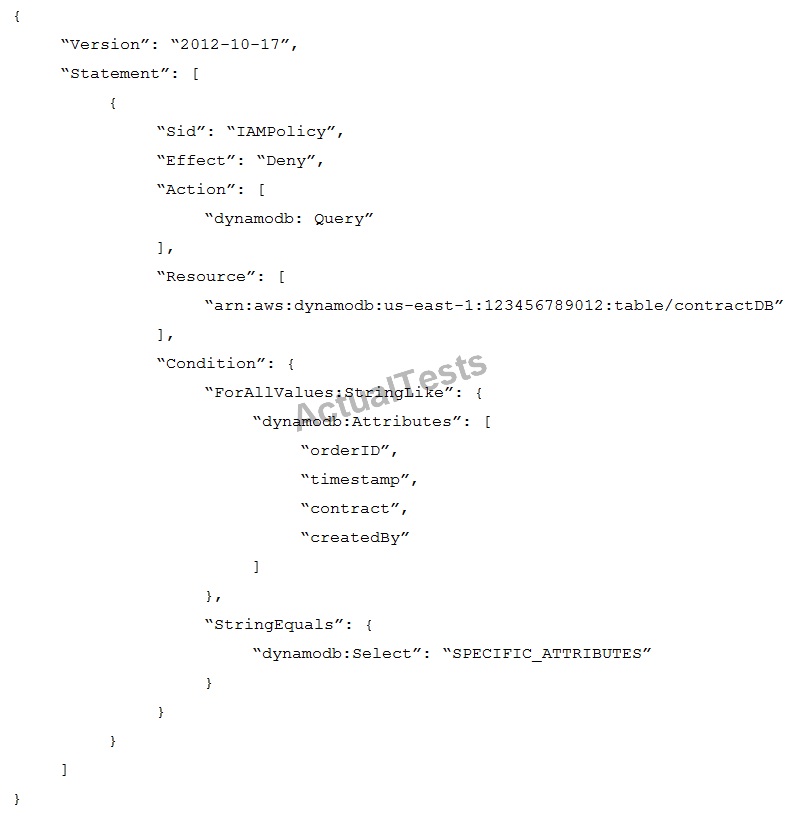 {
“Version”: “2012-10-17”,
“Statement”: [
{
“Sid”: “IAMPolicy”,
“Effect”: “Deny”,
“Action”: [
“dynamodb: Query”
],
“Resource”: [
“arn:aws:dynamodb:us-east-1:123456789012:table/contractDB”
],
“Condition”: {
“ForAllValues:StringLike”: {
“dynamodb:Attributes”: [
“orderID”,
“timestamp”,
“contract”,
“createdBy”
]
},
“StringEquals”: {
“dynamodb:Select”: “SPECIFIC_ATTRIBUTES”
}
}
}
]
}
ActualTests